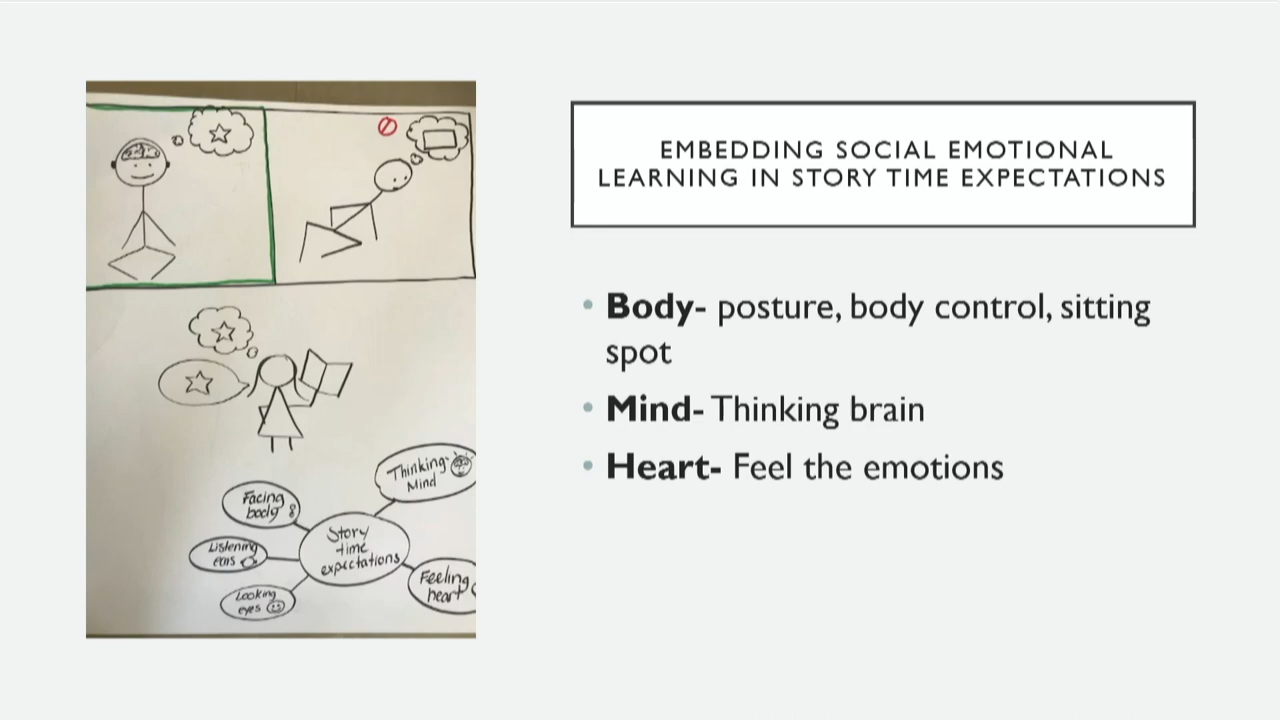 EMBEDDING SOCIAL EMOTIONAL
LEARNING IN STORY TIME EXPECTATIONS
• Body- posture, body control, sitting
spot
• Mind- Thinking brain
• Heart- Feel the emotions
Thinking
Mind
Facing
body
Listening
ears
Looking
eyes
Story
time
expectations
Feeling
heart